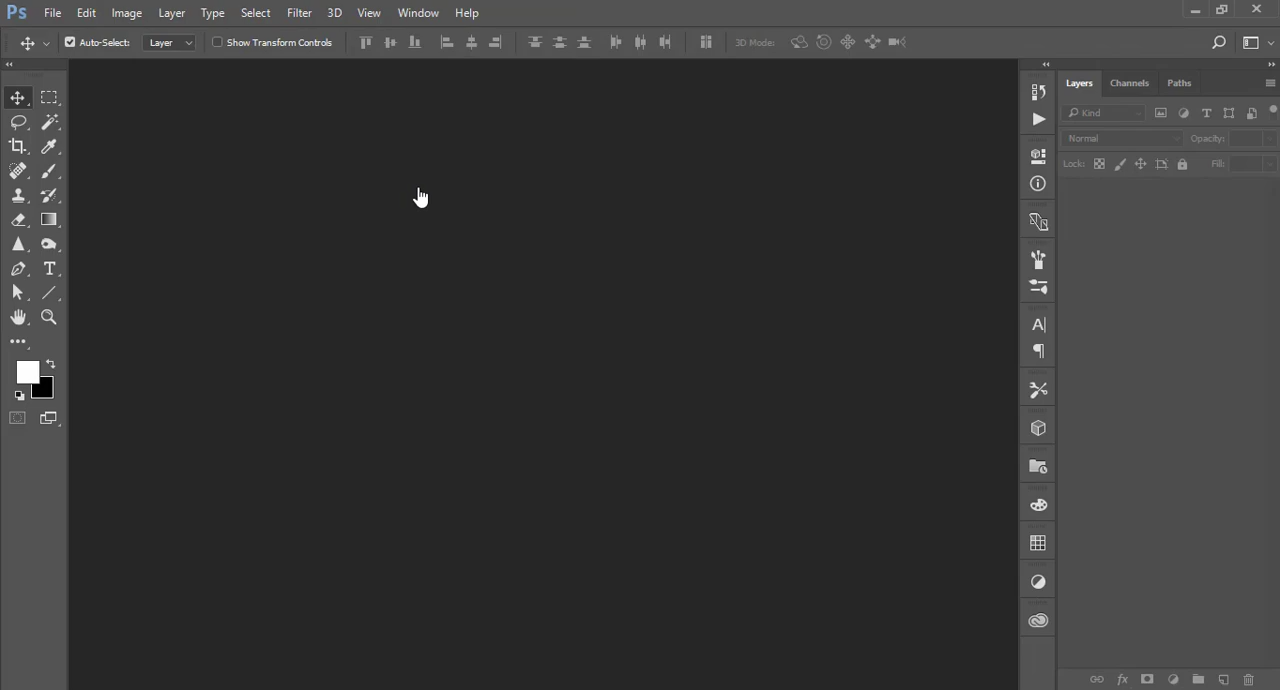 Ps File Edit Image Layer Type Select Filter 3D View Window Help
Auto-Select: Layer Show Transform Controls 3D Mode:
Layers Channels Paths
Kind
Normal Opacity:
Lock: Fill: